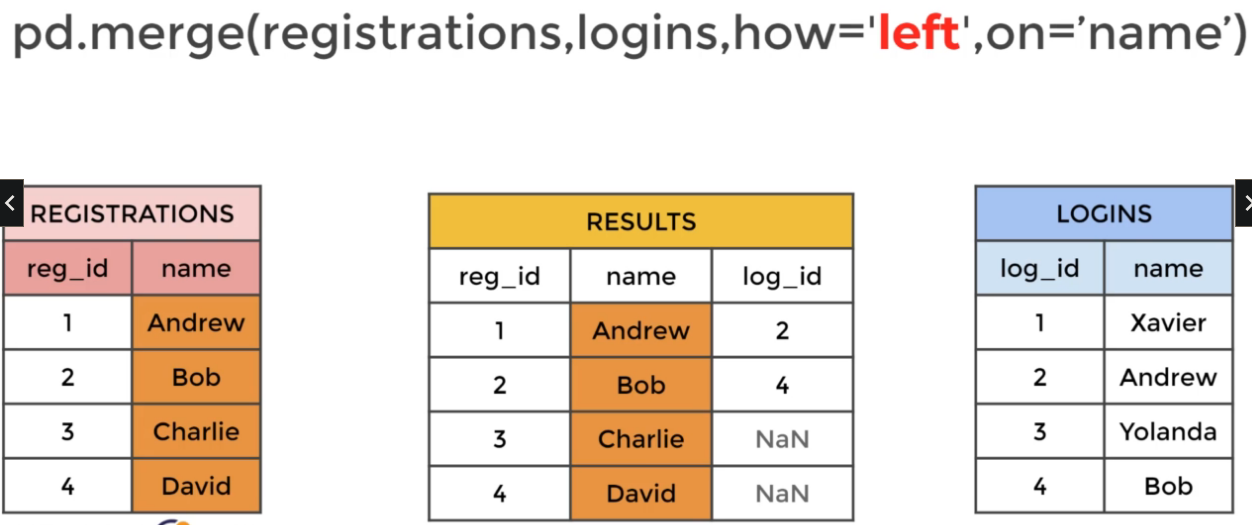 pd.merge(registrations,logins,how='left',on=’name’)
REGISTRATIONS
reg_id name
1 Andrew
2 Bob
3 Charlie
4 David
RESULTS
reg_id name log_id
1 Andrew 2
2 Bob 4
3 Charlie NaN
4 David NaN
LOGINS
log_id name
1 Xavier
2 Andrew
3 Yolanda
4 Bob